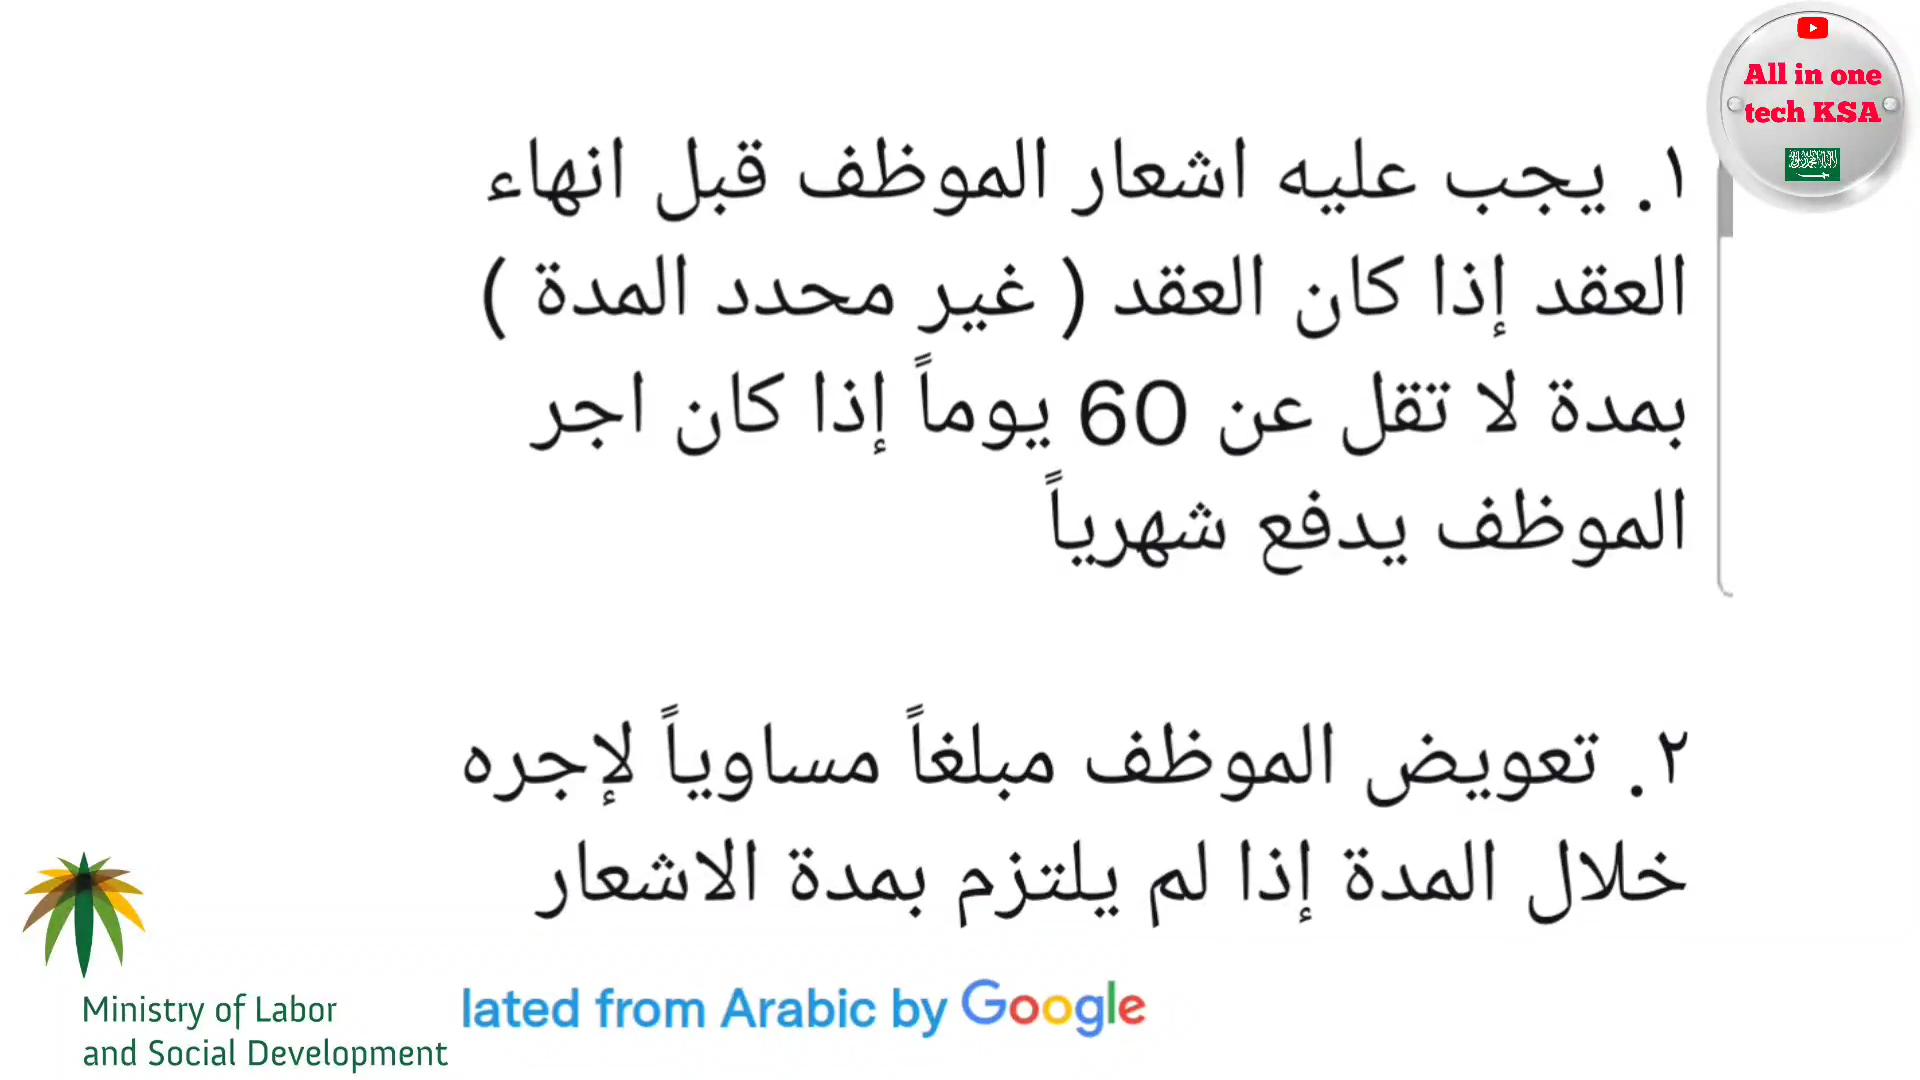 All in one
tech KSA
١. يجب عليه اشعار الموظف قبل انهاء
العقد إذا كان العقد ( غير محدد المدة )
بمدة لا تقل عن 60 يوماً إذا كان اجر
الموظف يدفع شهرياً
٢. تعويض الموظف مبلغاً مساوياً لإجره
خلال المدة إذا لم يلتزم بمدة الاشعار
lated from Arabic by Google
Ministry of Labor
and Social Development